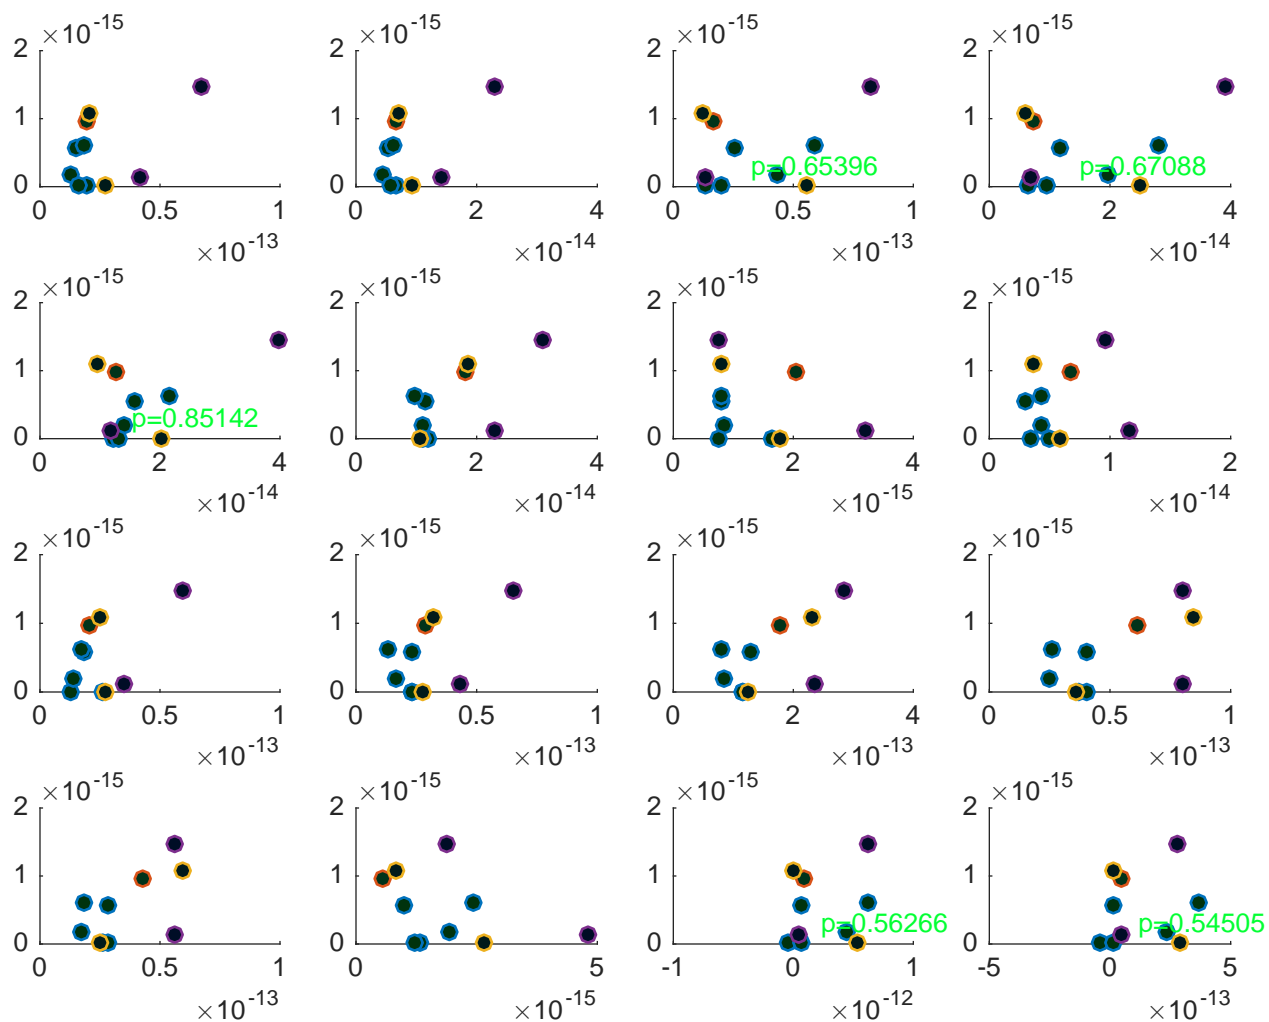 ×10-15 ×10-15 ×10-15 ×10-15
2 2 2 2
1 1 1 1
p=0.65396 p=0.67088
0 0 0 0
0 0.5 1 0 2 4 0 0.5 1 0 2 4
×10-13 ×10-14 ×10-13 ×10-14
×10-15 ×10-15 ×10-15 ×10-15
2 2 2 2
1 1 1 1
p=0.85142
0 0 0 0
0 2 4 0 2 4 0 2 4 0 1 2
×10-14 ×10-14 ×10-15 ×10-14
×10-15 ×10-15 ×10-15 ×10-15
2 2 2 2
1 1 1 1
0 0 0 0
0 0.5 1 0 0.5 1 0 2 4 0 0.5 1
×10-13 ×10-13 ×10-13 ×10-13
×10-15 ×10-15 ×10-15 ×10-15
2 2 2 2
1 1 1 1
p=0.56266 p=0.54505
0 0 0 0
0 0.5 1 0 5 -1 0 1 -5 0 5
×10-13 ×10-15 ×10-12 ×10-13